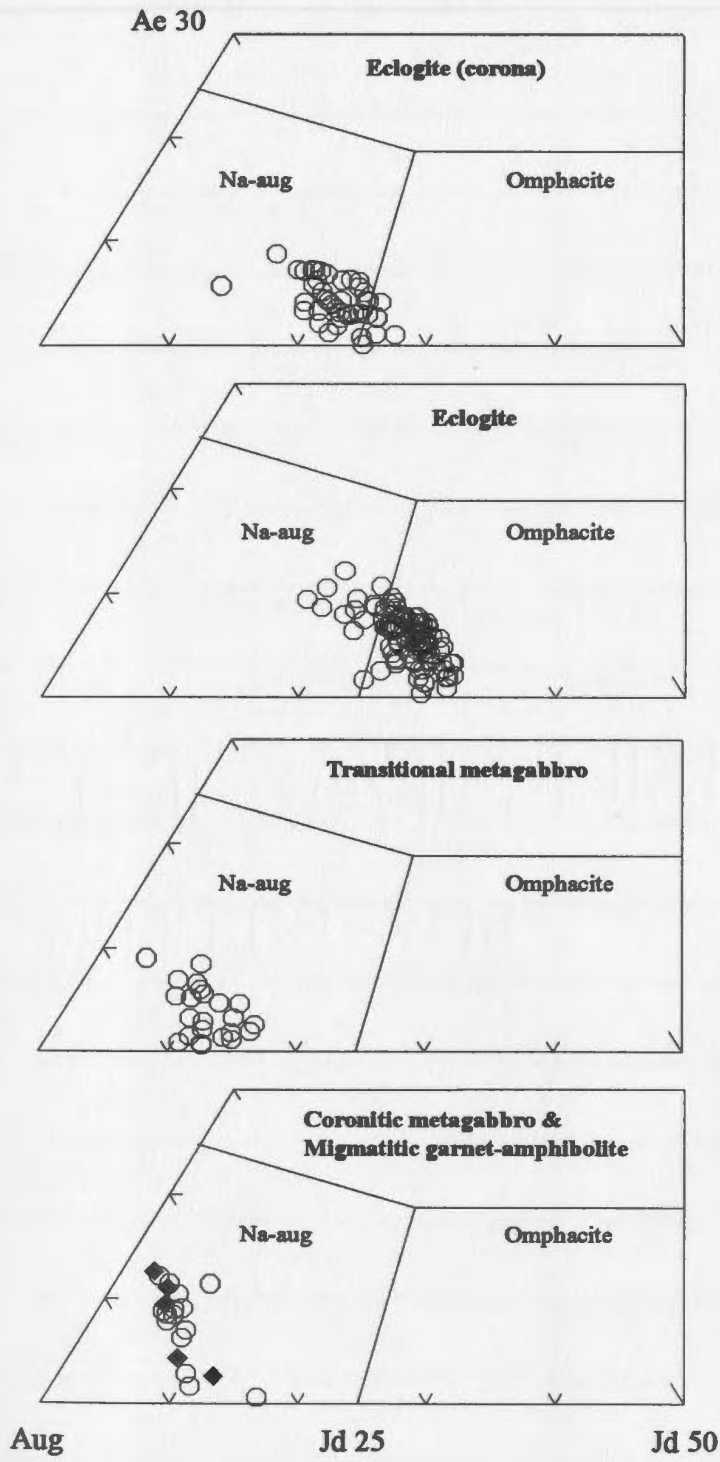 Ae 30
Eclogite (corona)
Na-aug
Omphacite
Eclogite
Na-aug
Omphacite
Transitional metagabbro
Na-aug
Omphacite
Coronitic metagabbro &
Migmatitic garnet-amphibolite
Na-aug
Omphacite
Aug
Jd 25
Jd 50